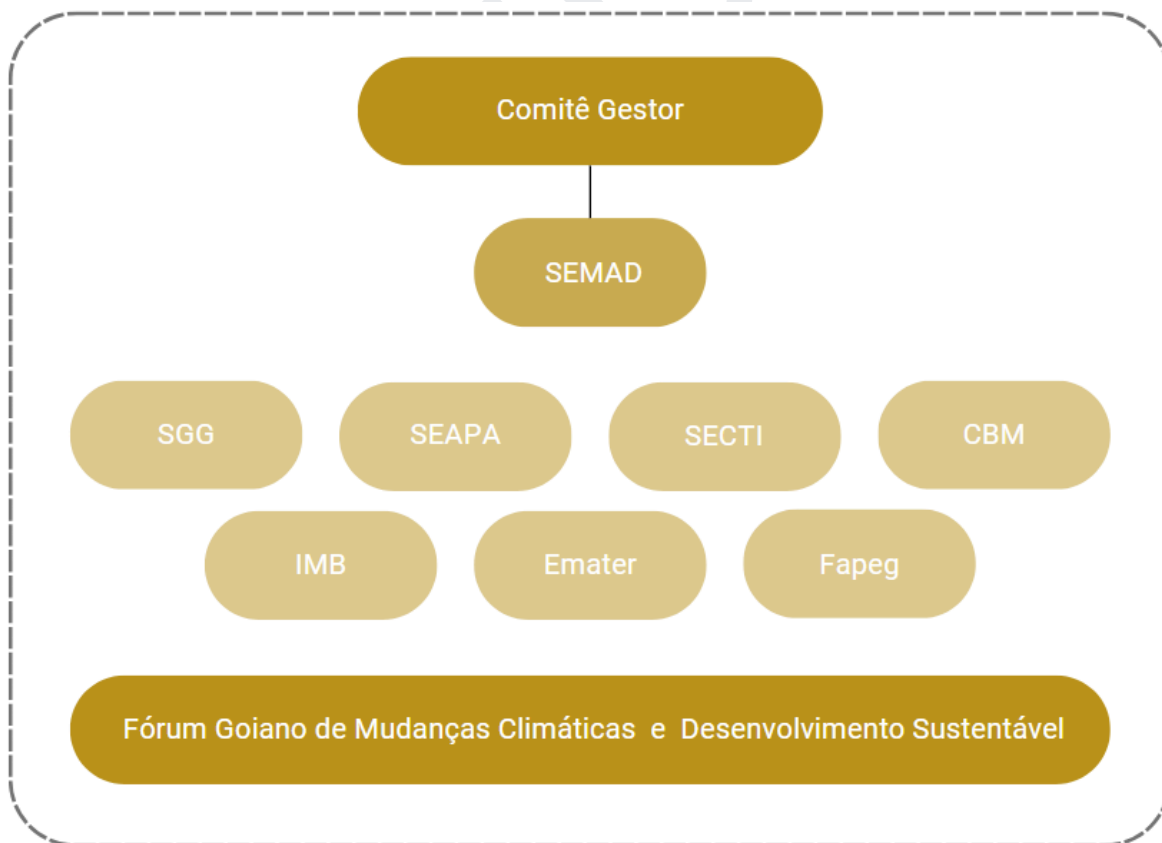 Comitê Gestor
SEMAD
SGG
SEAPA
SECTI
CBM
IMB
Emater
Fapeg
Fórum Goiano de Mudanças Climáticas e Desenvolvimento Sustentável